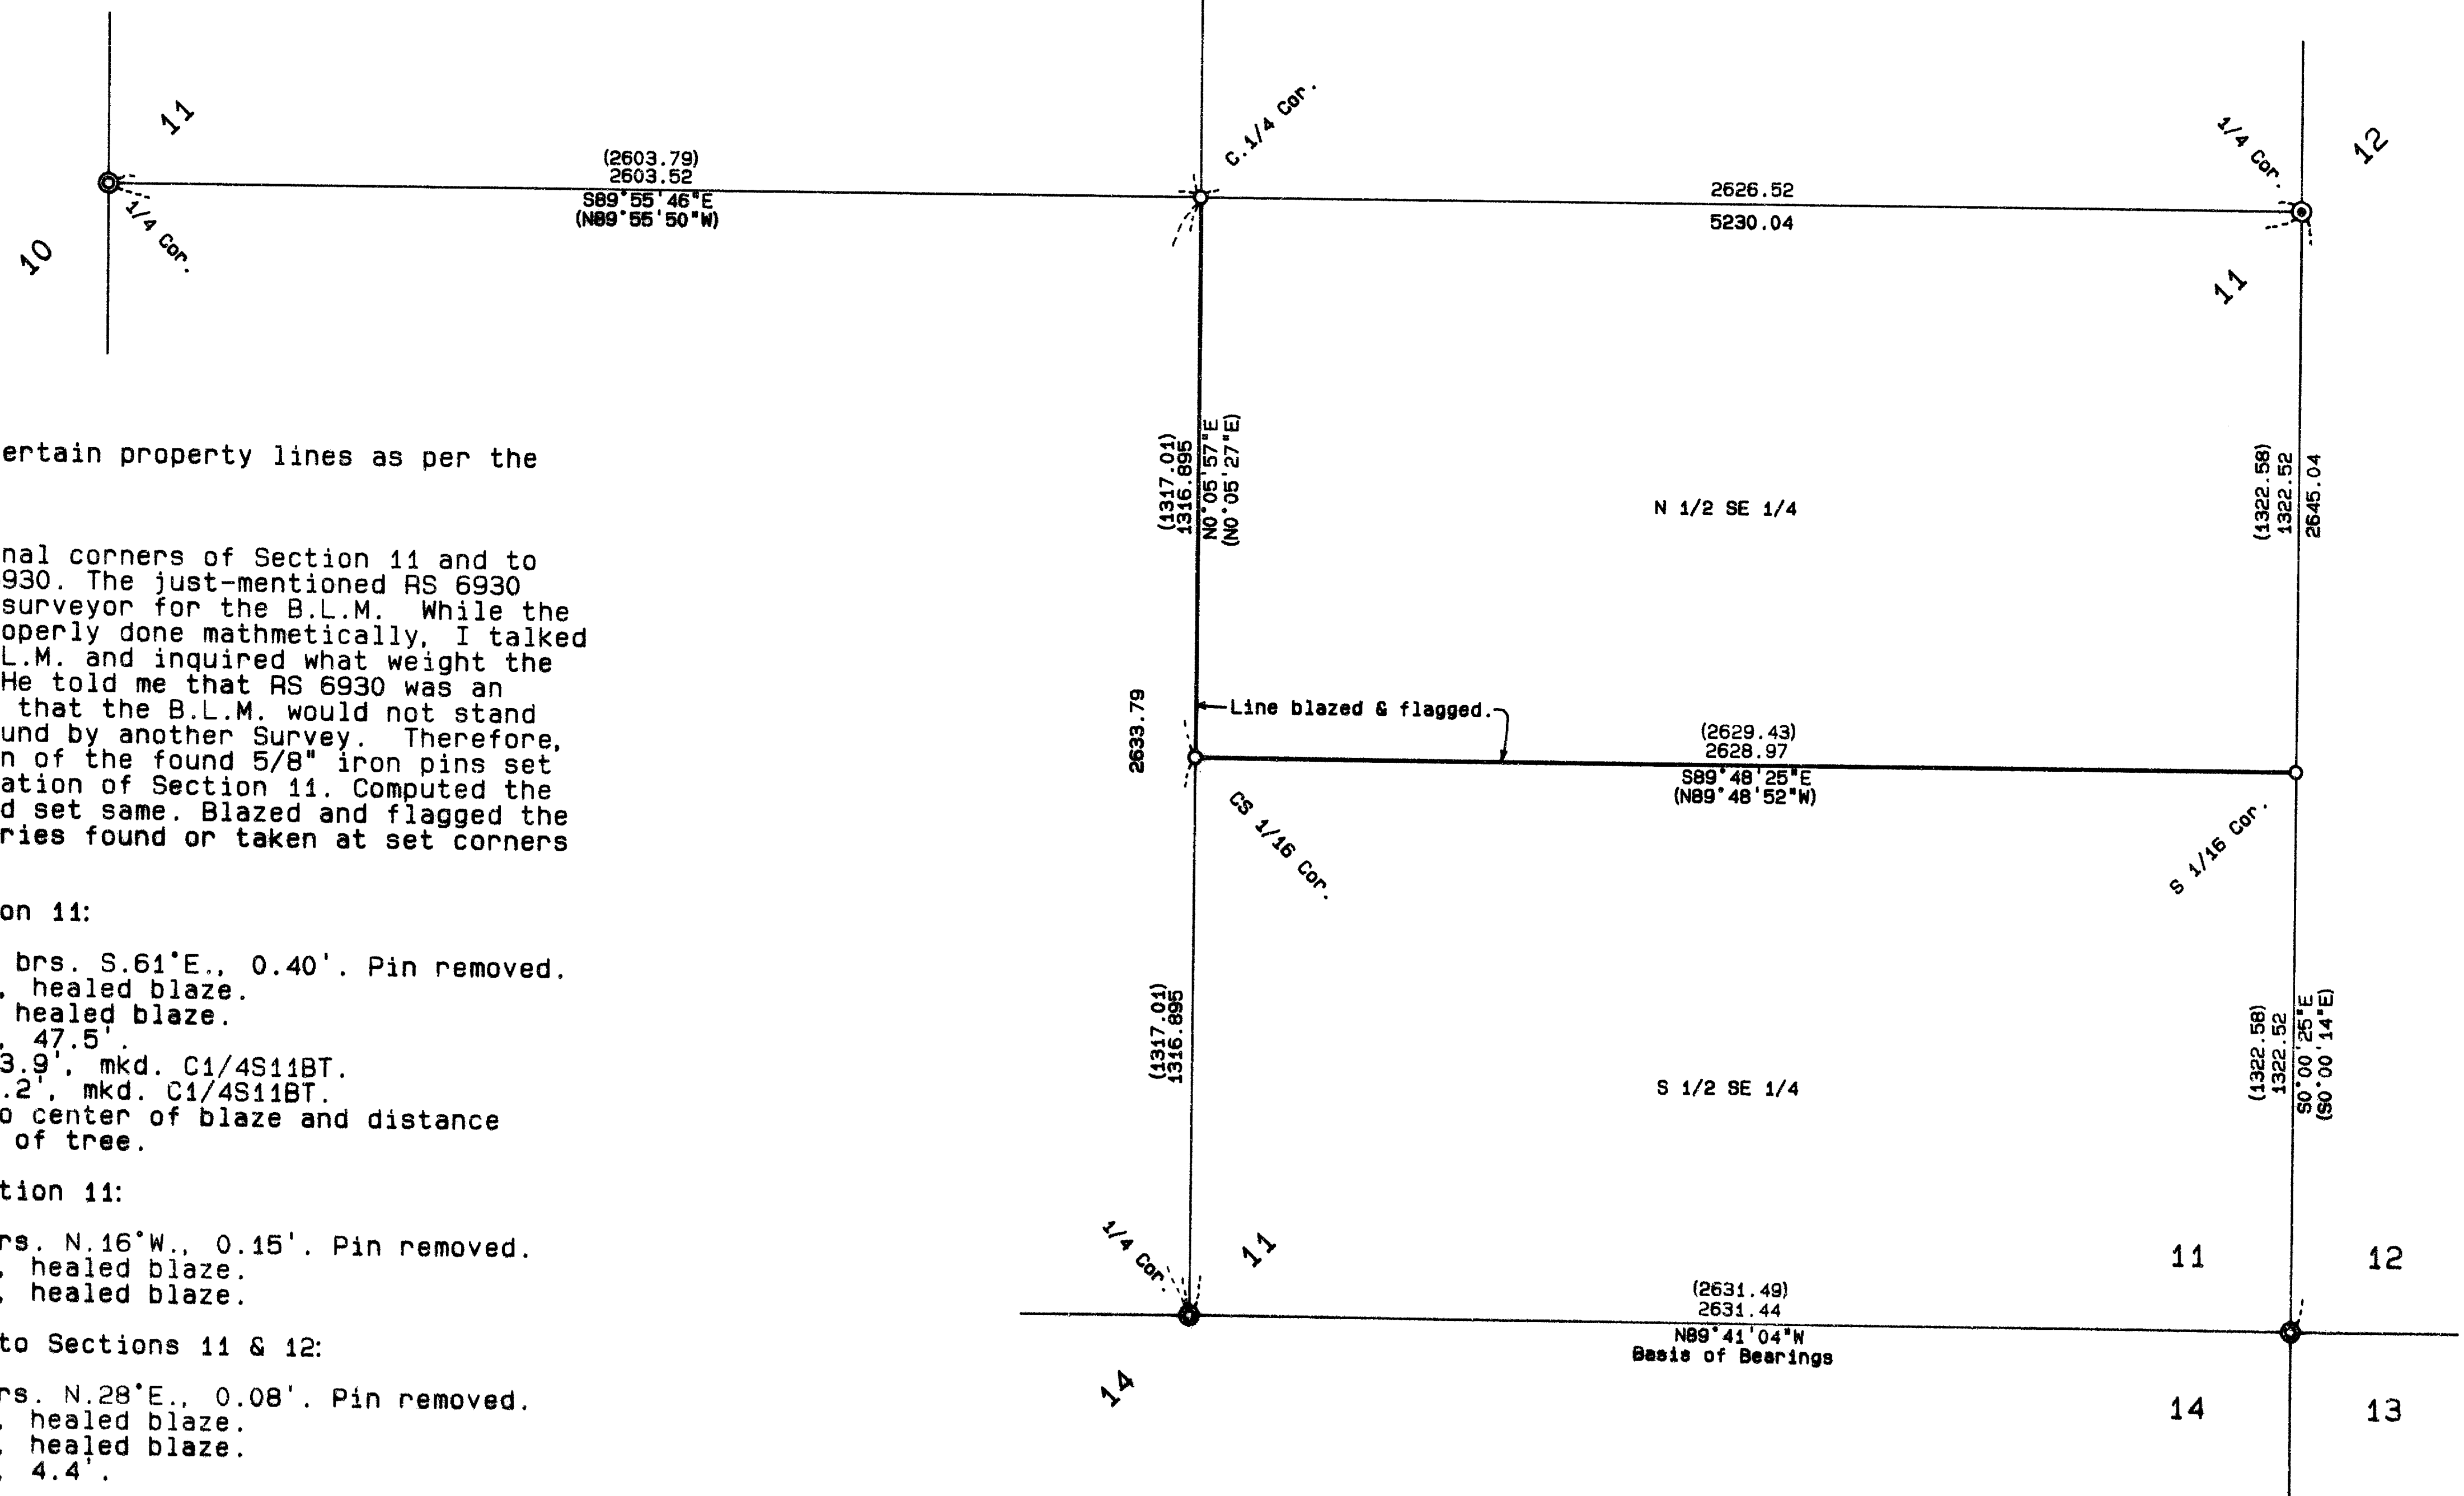 11
10
1/4 Cor.
(2603.79)
2603.52
S89°55'46"E
(N89°55'50"W)
C.1/4 Cor.
2626.52
5230.04
1/4 Cor.
12
11
ertain property lines as per the
nal corners of Section 11 and to
930. The just-mentioned RS 6930
surveyor for the B.L.M. While the
operly done mathmetically, I talked
L.M. and inquired what weight the
He told me that RS 6930 was an
that the B.L.M. would not stand
und by another Survey. Therefore,
n of the found 5/8" iron pins set
ation of Section 11. Computed the
d set same. Blazed and flagged the
ries found or taken at set corners
on 11:
brs. S.61°E., 0.40'. Pin removed.
, healed blaze.
healed blaze.
, 47.5'.
3.9', mkd. C1/4S11BT.
.2', mkd. C1/4S11BT.
o center of blaze and distance
of tree.
tion 11:
rs. N.16°W., 0.15'. Pin removed.
, healed blaze.
, healed blaze.
to Sections 11 & 12:
rs. N.28°E., 0.08'. Pin removed.
, healed blaze.
, healed blaze.
, 4.4'.
(1317.01)
1316.895
N0°05'57"E
(N0°05'27"E)
N 1/2 SE 1/4
(1322.58)
1322.52
2645.04
2633.79
Line blazed & flagged.
(2629.43)
2628.97
S89°48'25"E
(N89°48'52"W)
CS 1/16 Cor.
S 1/16 Cor.
(1317.01)
1316.895
S 1/2 SE 1/4
(1322.58)
1322.52
S0°00'25"E
(S0°00'14"E)
1/4 Cor.
11
(2631.49)
2631.44
N89°41'04"W
Basis of Bearings
11
12
14
14
13